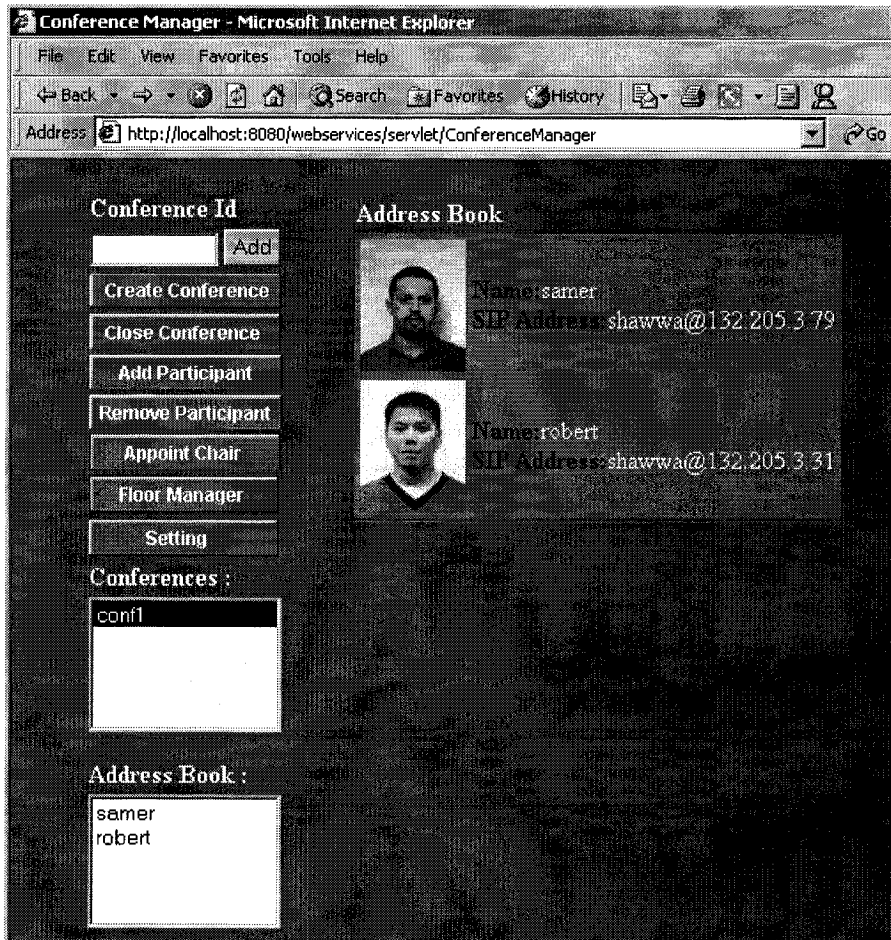 Conference Manager - Microsoft Internet Explorer
File Edit View Favorites Tools Help
Back Search Favorites History
Address http://localhost:8080/webservices/servlet/ConferenceManager Go
Conference Id
Add
Create Conference
Close Conference
Add Participant
Remove Participant
Appoint Chair
Floor Manager
Setting
Conferences :
conf1
Address Book :
samer
robert
Address Book
Name:samer
SIP Address:shawwa@132.205.3.79
Name:robert
SIP Address:shawwa@132.205.3.31